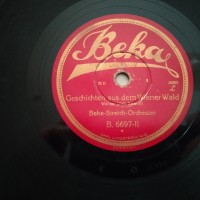 Beka
Geschichten aus dem Wiener Wald
Beka-Streich-Orchester
B. 6697-II